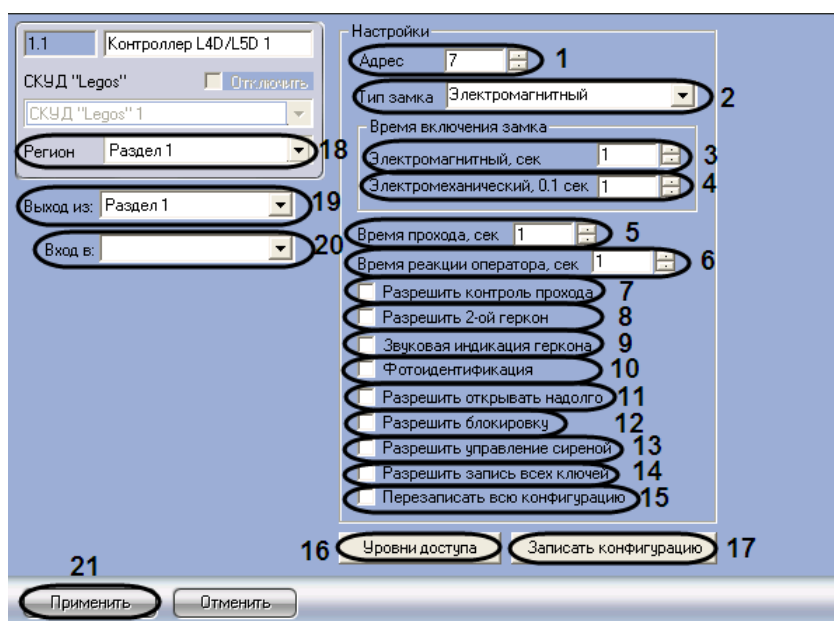 1.1 Контроллер L4D/L5D 1
СКУД "Legos" Отключить
СКУД "Legos" 1
Регион Раздел 1 18
Выход из: Раздел 1 19
Вход в: 20
Настройки
Адрес 7 1
Тип замка Электромагнитный 2
Время включения замка
Электромагнитный, сек 1 3
Электромеханический, 0.1 сек 1 4
Время прохода, сек 1 5
Время реакции оператора, сек 1 6
Разрешить контроль прохода 7
Разрешить 2-ой геркон 8
Звуковая индикация геркона 9
Фотоидентификация 10
Разрешить открывать надолго 11
Разрешить блокировку 12
Разрешить управление сиреной 13
Разрешить запись всех ключей 14
Перезаписать всю конфигурацию 15
16 Уровни доступа Записать конфигурацию 17
21
Применить Отменить